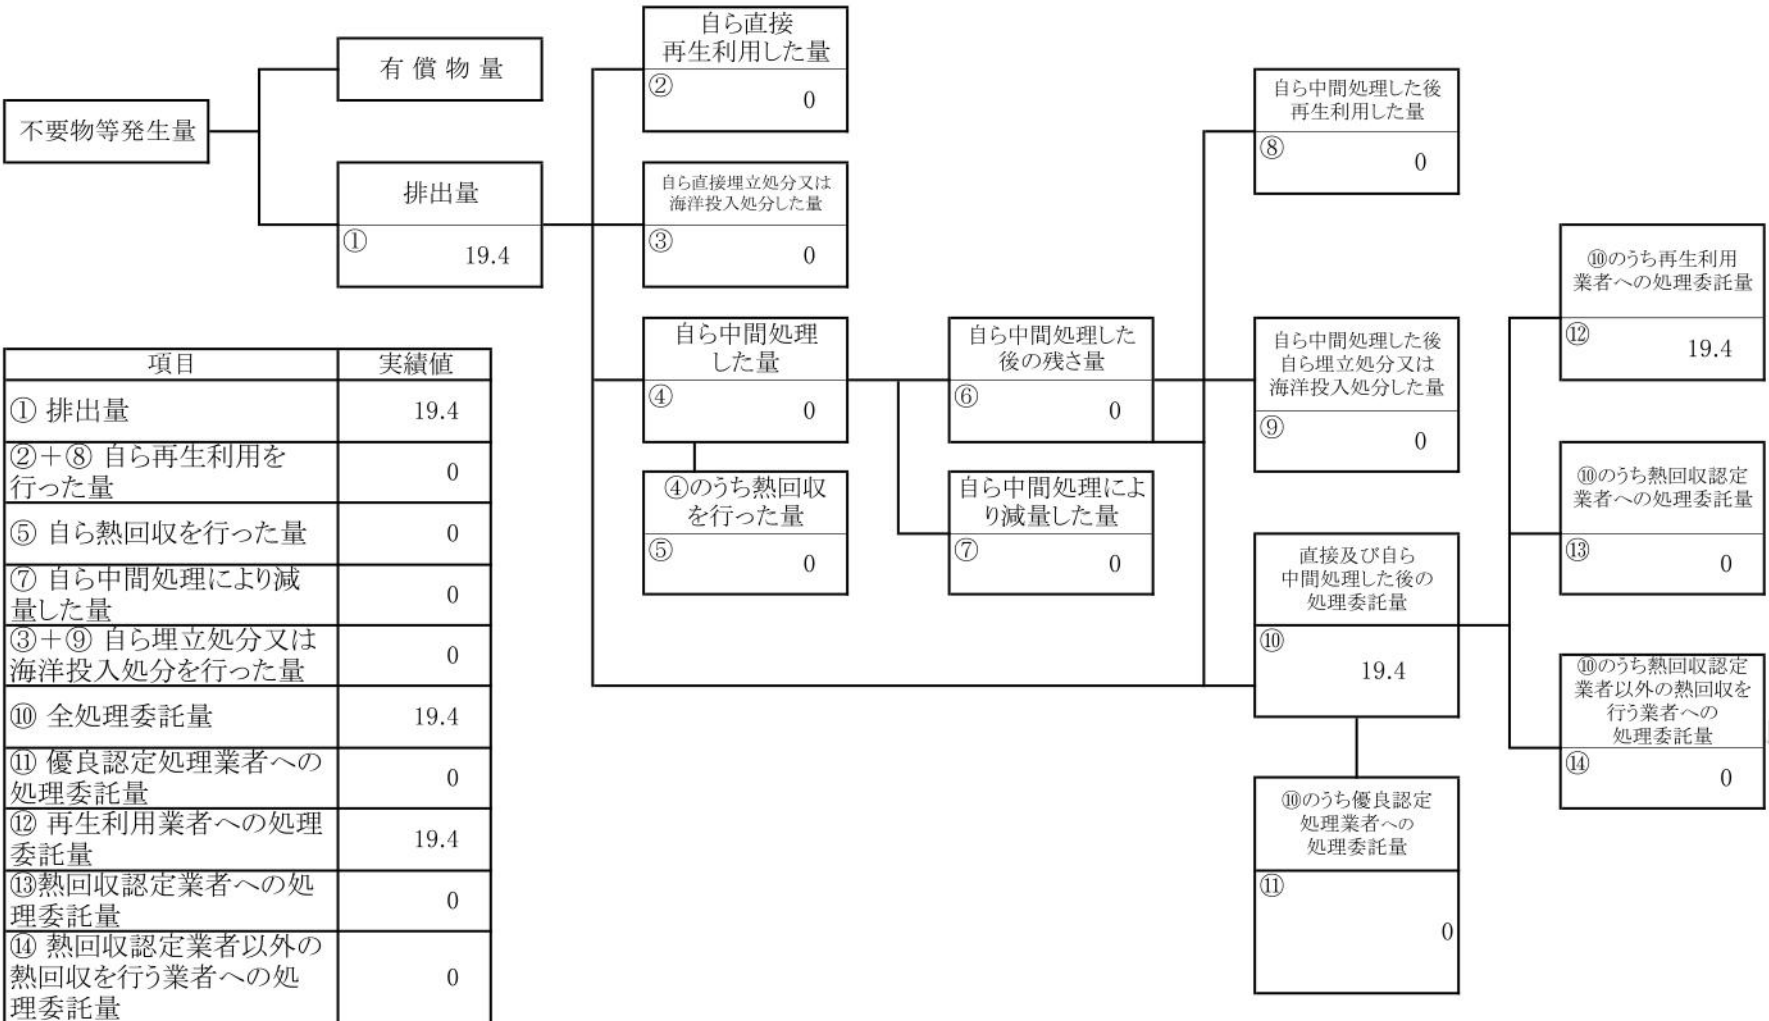 不要物等発生量
有 償 物 量
排出量
①
19.4
自ら直接
再生利用した量
②
0
自ら直接埋立処分又は
海洋投入処分した量
③
0
自ら中間処理
した量
④
0
④のうち熱回収
を行った量
⑤
0
自ら中間処理した
後の残さ量
⑥
0
自ら中間処理によ
り減量した量
⑦
0
自ら中間処理した後
再生利用した量
⑧
0
自ら中間処理した後
自ら埋立処分又は
海洋投入処分した量
⑨
0
直接及び自ら
中間処理した後の
処理委託量
⑩
19.4
⑩のうち優良認定
処理業者への
処理委託量
⑪
0
⑩のうち再生利用
業者への処理委託量
⑫
19.4
⑩のうち熱回収認定
業者への処理委託量
⑬
0
⑩のうち熱回収認定
業者以外の熱回収を
行う業者への
処理委託量
⑭
0
項目 実績値
① 排出量 19.4
②＋⑧ 自ら再生利用を
行った量 0
⑤ 自ら熱回収を行った量 0
⑦ 自ら中間処理により減
量した量 0
③＋⑨ 自ら埋立処分又は
海洋投入処分を行った量 0
⑩ 全処理委託量 19.4
⑪ 優良認定処理業者への
処理委託量 0
⑫ 再生利用業者への処理
委託量 19.4
⑬熱回収認定業者への処
理委託量 0
⑭ 熱回収認定業者以外の
熱回収を行う業者への処
理委託量 0